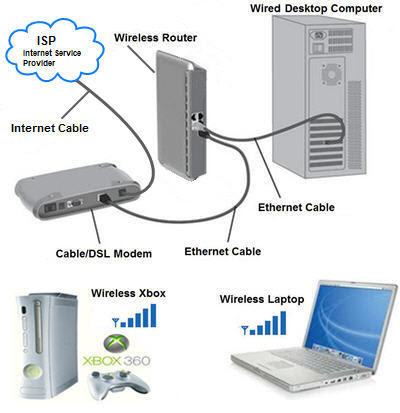 Wired Desktop Computer
ISP
Internet Service
Provider
Wireless Router
Internet Cable
Ethernet Cable
Cable/DSL Modem
Ethernet Cable
Wireless Xbox
Wireless Laptop
XBOX 360